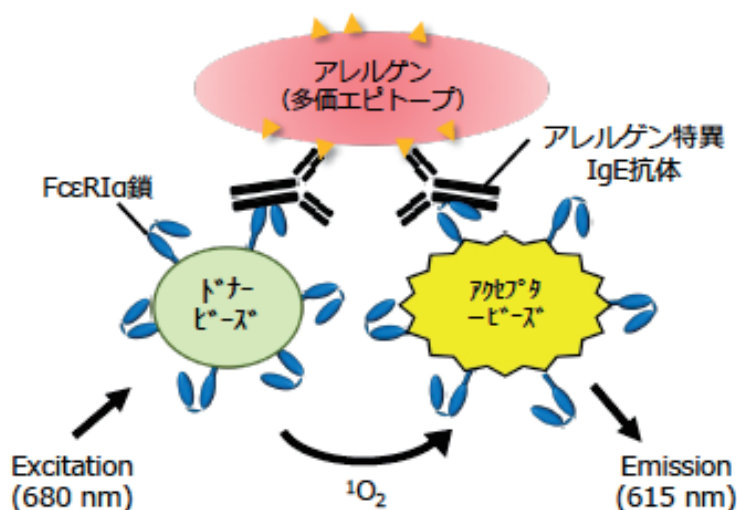 アレルゲン
(多価エピトープ)
アレルゲン特異
IgE抗体
FcεRIα鎖
ﾄﾞﾅｰ
ﾋﾞｰｽﾞ
ｱｸｾﾌﾟﾀ
ｰﾋﾞｰｽﾞ
Excitation
(680 nm)
¹O₂
Emission
(615 nm)